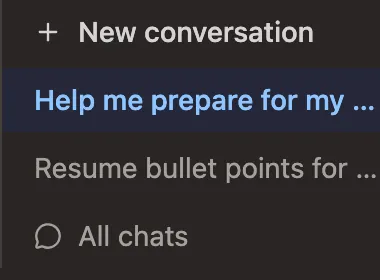 New conversation
Help me prepare for my ...
Resume bullet points for ...
All chats